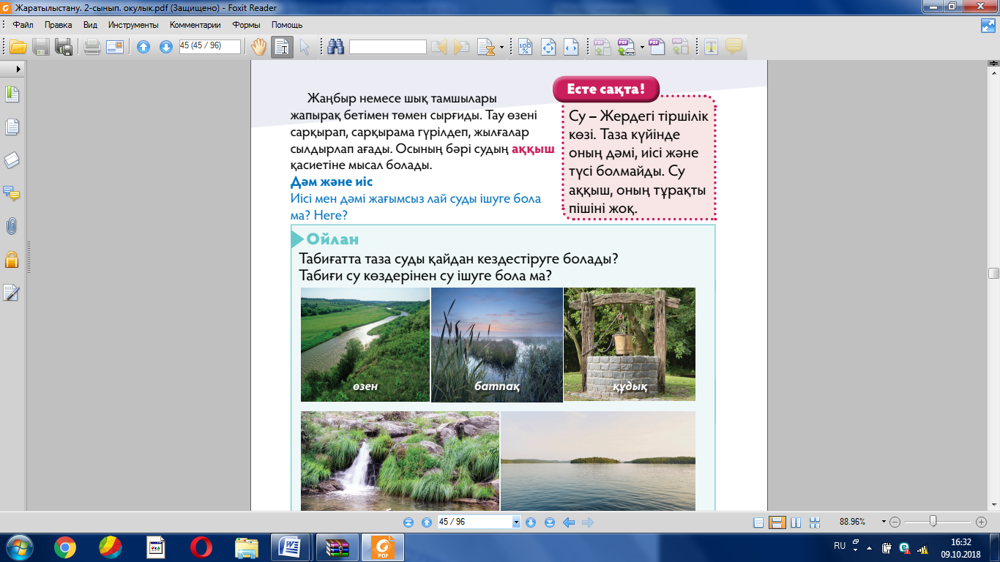 Жаратылыстану. 2-сынып. окулык.pdf (Защищено) - Foxit Reader
Файл Правка Вид Инструменты Комментарии Формы Помощь
45 (45 / 96)
Жаңбыр немесе шық тамшылары
жапырақ бетімен төмен сырғиды. Тау өзені
сарқырап, сарқырама гүрілдеп, жылғалар
сылдырлап ағады. Осының бәрі судың аққыш
қасиетіне мысал болады.
Дәм және иіс
Иісі мен дәмі жағымсыз лай суды ішуге бола
ма? Неге?
Есте сақта!
Су – Жердегі тіршілік
көзі. Таза күйінде
оның дәмі, иісі және
түсі болмайды. Су
аққыш, оның тұрақты
пішіні жоқ.
Ойлан
Табиғатта таза суды қайдан кездестіруге болады?
Табиғи су көздерінен су ішуге бола ма?
өзен
батпақ
құдық
45 / 96
88.96%
RU
16:32
09.10.2018